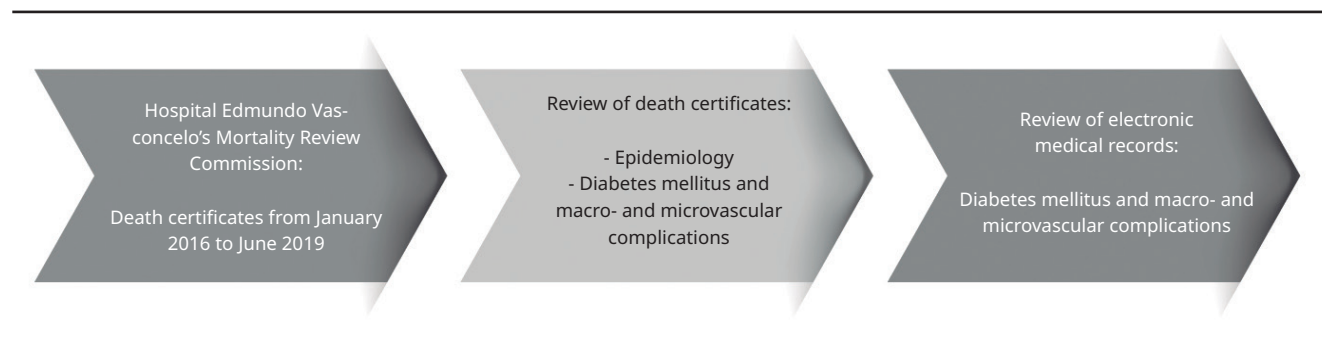 Hospital Edmundo Vas-
concelo’s Mortality Review
Commission:
Death certificates from January
2016 to June 2019
Review of death certificates:
- Epidemiology
- Diabetes mellitus and
macro- and microvascular
complications
Review of electronic
medical records:
Diabetes mellitus and macro- and
microvascular complications